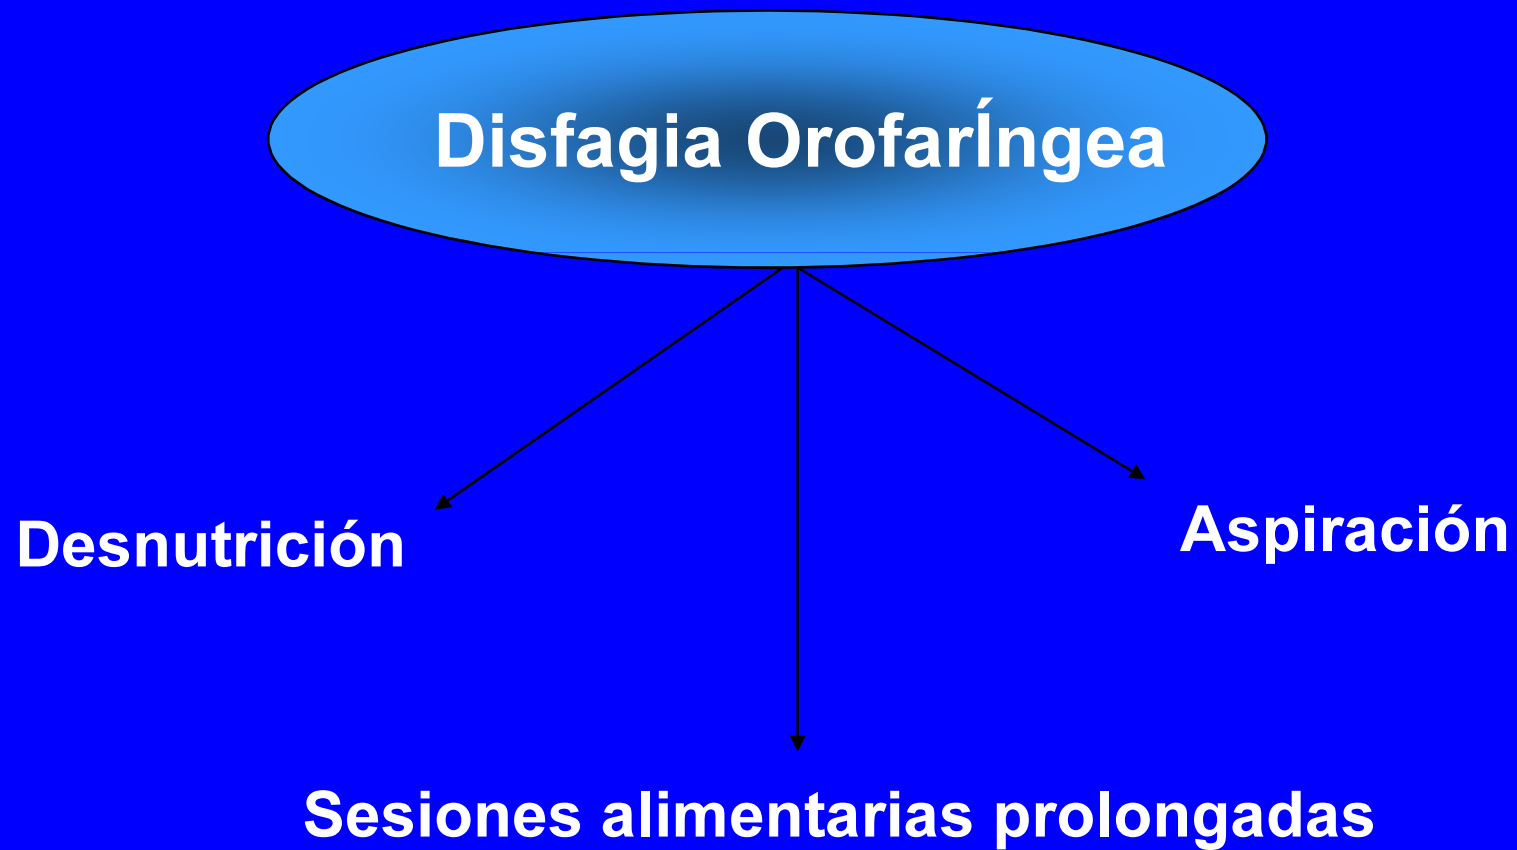 Disfagia OrofarÍngea
Desnutrición
Aspiración
Sesiones alimentarias prolongadas